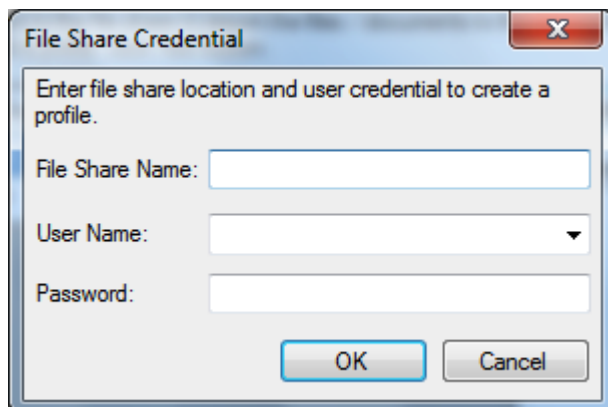 File Share Credential
Enter file share location and user credential to create a
profile.
File Share Name:
User Name:
Password:
OK
Cancel